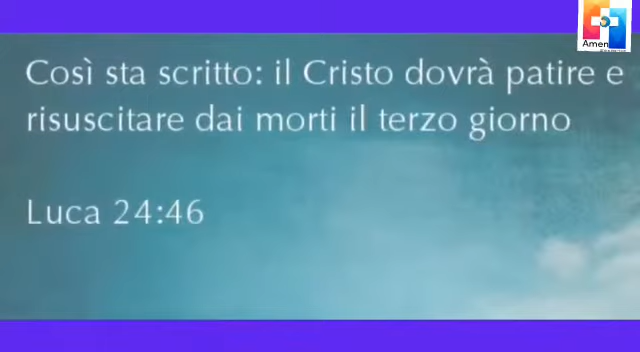 Così sta scritto: il Cristo dovrà patire e
risuscitare dai morti il terzo giorno
Luca 24:46
Amen